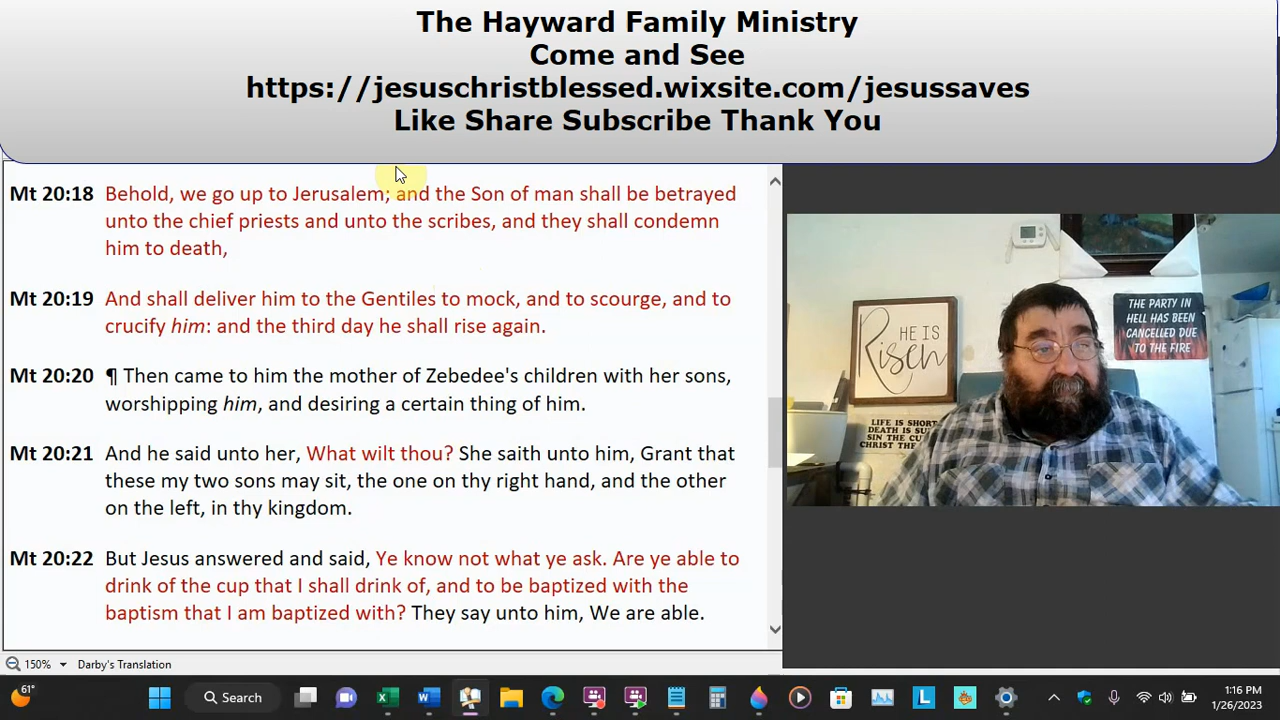 The Hayward Family Ministry
Come and See
https://jesuschristblessed.wixsite.com/jesussaves
Like Share Subscribe Thank You
Mt 20:18 Behold, we go up to Jerusalem; and the Son of man shall be betrayed
unto the chief priests and unto the scribes, and they shall condemn
him to death,
Mt 20:19 And shall deliver him to the Gentiles to mock, and to scourge, and to
crucify him: and the third day he shall rise again.
Mt 20:20 ¶ Then came to him the mother of Zebedee's children with her sons,
worshipping him, and desiring a certain thing of him.
Mt 20:21 And he said unto her, What wilt thou? She saith unto him, Grant that
these my two sons may sit, the one on thy right hand, and the other
on the left, in thy kingdom.
Mt 20:22 But Jesus answered and said, Ye know not what ye ask. Are ye able to
drink of the cup that I shall drink of, and to be baptized with the
baptism that I am baptized with? They say unto him, We are able.
HE IS
Risen
THE PARTY IN
HELL HAS BEEN
CANCELLED DUE
TO THE FIRE
LIFE IS SHORT
DEATH IS
SIN THE
CHRIST THE
150% Darby's Translation
61°
Search
1:16 PM
1/26/2023